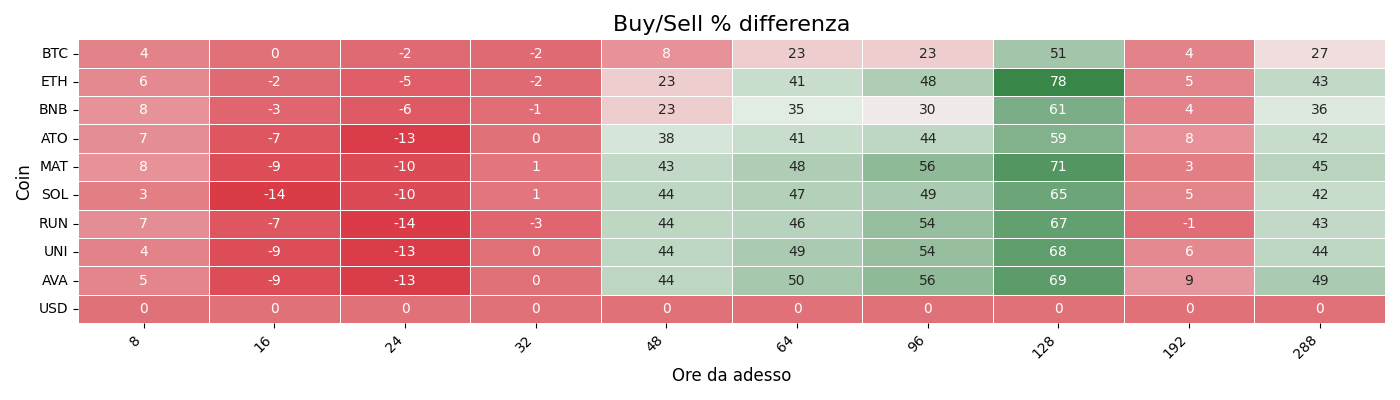 Buy/Sell % differenza
Coin
BTC 4 0 -2 -2 8 23 23 51 4 27
ETH 6 -2 -5 -2 23 41 48 78 5 43
BNB 8 -3 -6 -1 23 35 30 61 4 36
ATO 7 -7 -13 0 38 41 44 59 8 42
MAT 8 -9 -10 1 43 48 56 71 3 45
SOL 3 -14 -10 1 44 47 49 65 5 42
RUN 7 -7 -14 -3 44 46 54 67 -1 43
UNI 4 -9 -13 0 44 49 54 68 6 44
AVA 5 -9 -13 0 44 50 56 69 9 49
USD 0 0 0 0 0 0 0 0 0 0
8 16 24 32 48 64 96 128 192 288
Ore da adesso